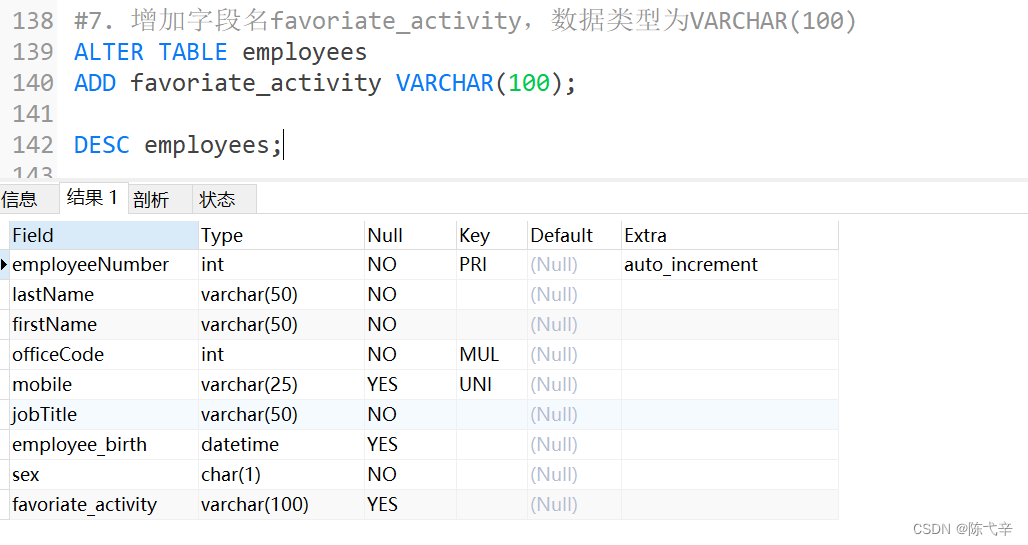 138 #7. 增加字段名favoriate_activity，数据类型为VARCHAR(100)
139 ALTER TABLE employees
140 ADD favoriate_activity VARCHAR(100);
141
142 DESC employees;
143
信息 结果 1 剖析 状态
Field Type Null Key Default Extra
employeeNumber int NO PRI (Null) auto_increment
lastName varchar(50) NO (Null)
firstName varchar(50) NO (Null)
officeCode int NO MUL (Null)
mobile varchar(25) YES UNI (Null)
jobTitle varchar(50) NO (Null)
employee_birth datetime YES (Null)
sex char(1) NO (Null)
favoriate_activity varchar(100) YES (Null)
CSDN @陈弋辛